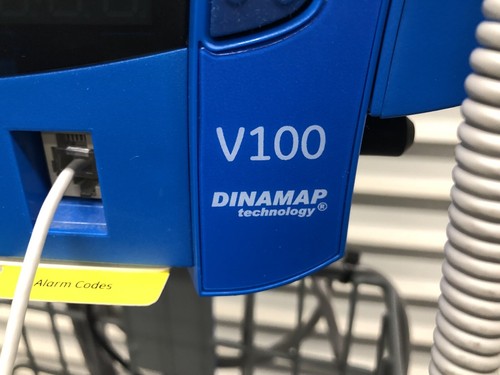 V100
DINAMAP
technology®
Alarm Codes